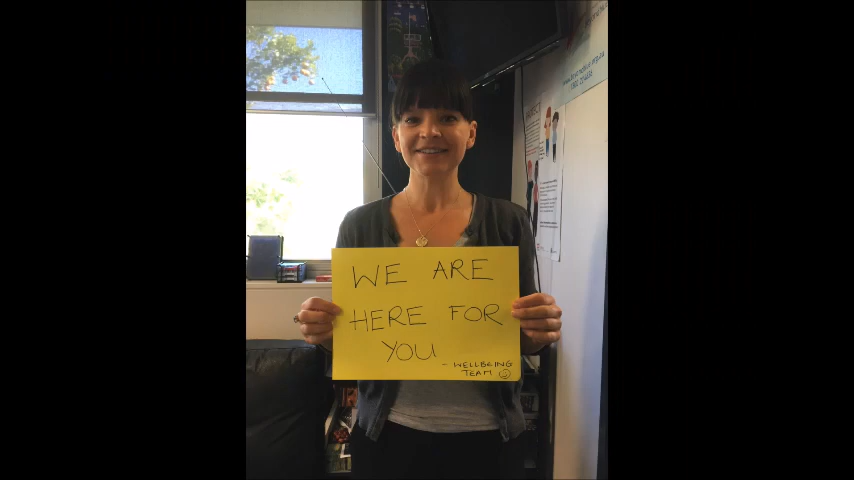 WE ARE
HERE FOR
YOU
- WELLBEING
TEAM